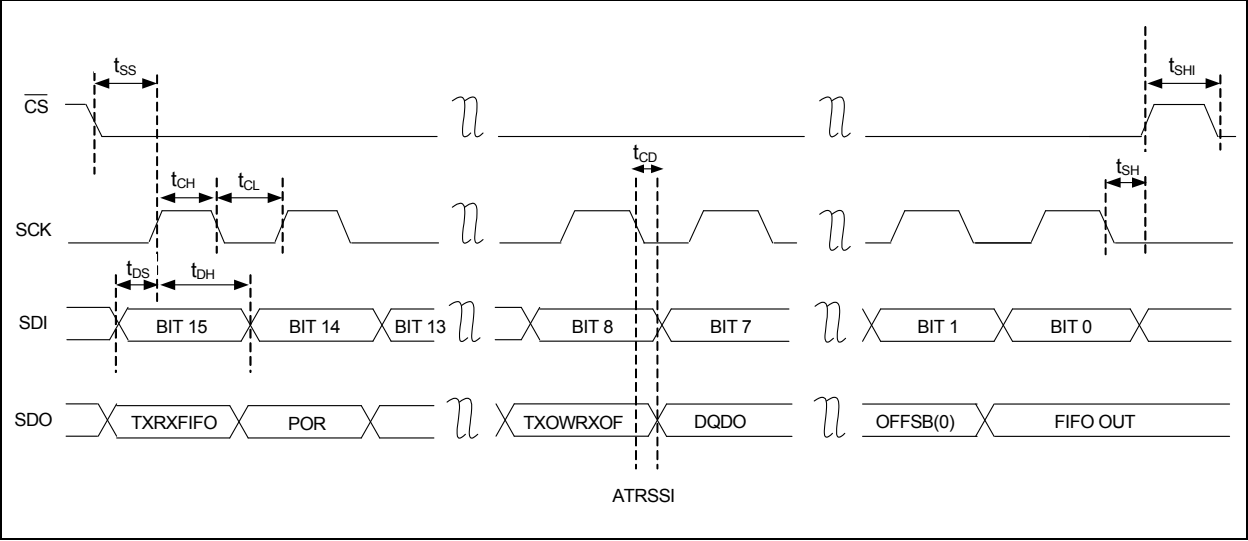 tSS
tSHI
CS
tCD
tSH
tCH
tCL
SCK
tDS
tDH
SDI
BIT 15
BIT 14
BIT 13
BIT 8
BIT 7
BIT 1
BIT 0
SDO
TXRXFIFO
POR
TXOWRXOF
DQDO
OFFSB(0)
FIFO OUT
ATRSSI